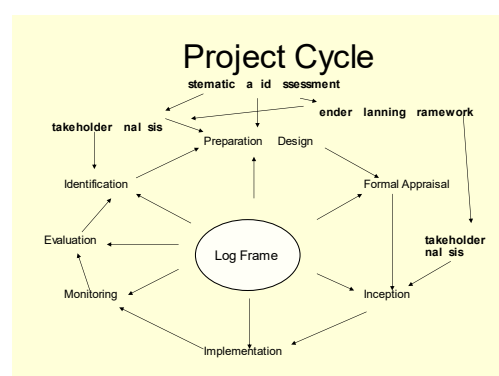 Project Cycle
stematic a id ssessment
ender lanning ramework
takeholder nal sis
Preparation Design
Identification
Formal Appraisal
Evaluation
takeholder
nal sis
Log Frame
Monitoring
Inception
Implementation